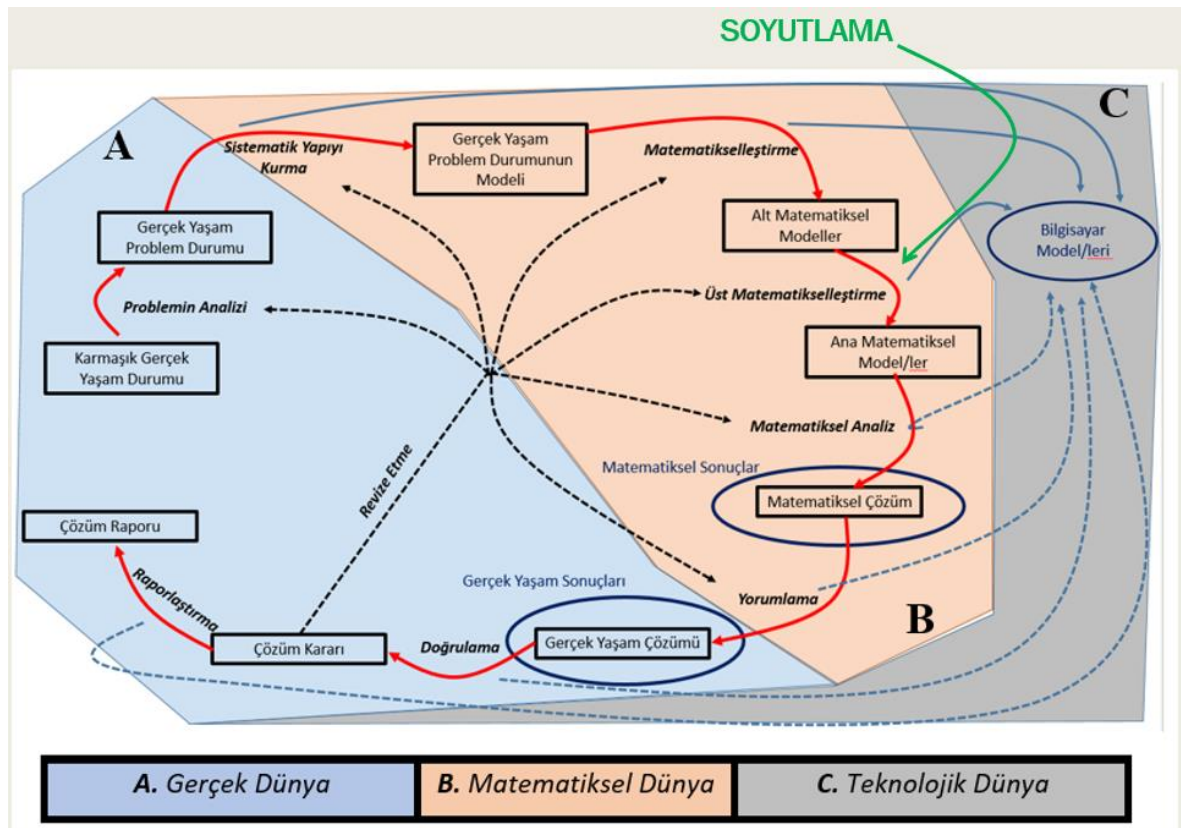 SOYUTLAMA
A
C
Sistematik Yapıyı
Kurma
Gerçek Yaşam
Problem Durumunun
Modeli
Matematikselleştirme
Gerçek Yaşam
Problem Durumu
Alt Matematiksel
Modeller
Bilgisayar
Model/leri
Problemin Analizi
Üst Matematikselleştirme
Karmaşık Gerçek
Yaşam Durumu
Ana Matematiksel
Model/ler
Matematiksel Analiz
Matematiksel Sonuçlar
Matematiksel Çözüm
Revize Etme
Çözüm Raporu
Gerçek Yaşam Sonuçları
Yorumlama
Raporlaştırma
B
Çözüm Kararı
Doğrulama
Gerçek Yaşam Çözümü
A. Gerçek Dünya
B. Matematiksel Dünya
C. Teknolojik Dünya